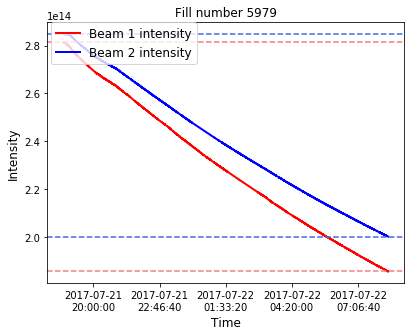 Fill number 5979
1e14
Beam 1 intensity
Beam 2 intensity
2.8
2.6
2.4
2.2
2.0
Intensity
2017-07-21 2017-07-21 2017-07-22 2017-07-22 2017-07-22
20:00:00 22:46:40 01:33:20 04:20:00 07:06:40
Time